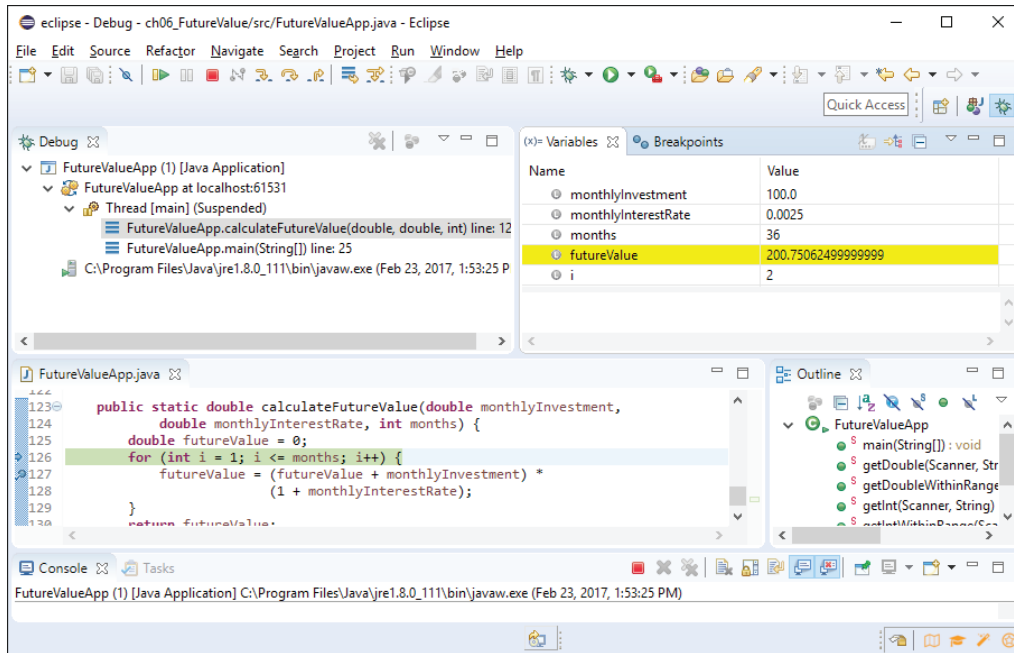 eclipse - Debug - ch06_FutureValue/src/FutureValueApp.java - Eclipse
File Edit Source Refactor Navigate Search Project Run Window Help
Quick Access
Debug
FutureValueApp (1) [Java Application]
FutureValueApp at localhost:61531
Thread [main] (Suspended)
FutureValueApp.calculateFutureValue(double, double, int) line: 12
FutureValueApp.main(String[]) line: 25
C:\Program Files\Java\jre1.8.0_111\bin\javaw.exe (Feb 23, 2017, 1:53:25 P
(x)= Variables Breakpoints
Name Value
monthlyInvestment 100.0
monthlyInterestRate 0.0025
months 36
futureValue 200.75062499999999
i 2
FutureValueApp.java
122
123 public static double calculateFutureValue(double monthlyInvestment,
124 double monthlyInterestRate, int months) {
125 double futureValue = 0;
126 for (int i = 1; i <= months; i++) {
127 futureValue = (futureValue + monthlyInvestment) *
128 (1 + monthlyInterestRate);
129 }
130 return futureValue;
Outline
FutureValueApp
main(String[]) : void
getDouble(Scanner, Str
getDoubleWithinRange
getInt(Scanner, String)
getIntWithinRange(Sca
Console Tasks
FutureValueApp (1) [Java Application] C:\Program Files\Java\jre1.8.0_111\bin\javaw.exe (Feb 23, 2017, 1:53:25 PM)